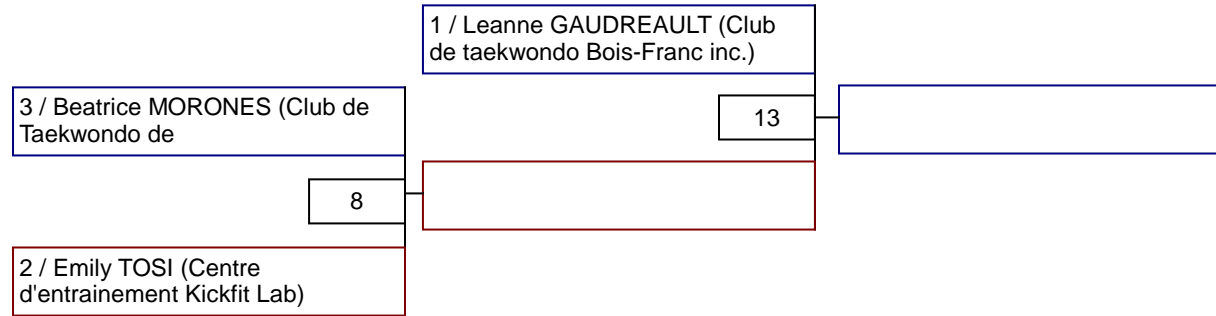 1 / Leanne GAUDREAULT (Club
de taekwondo Bois-Franc inc.)
3 / Beatrice MORONES (Club de
Taekwondo de
13
8
2 / Emily TOSI (Centre
d'entrainement Kickfit Lab)